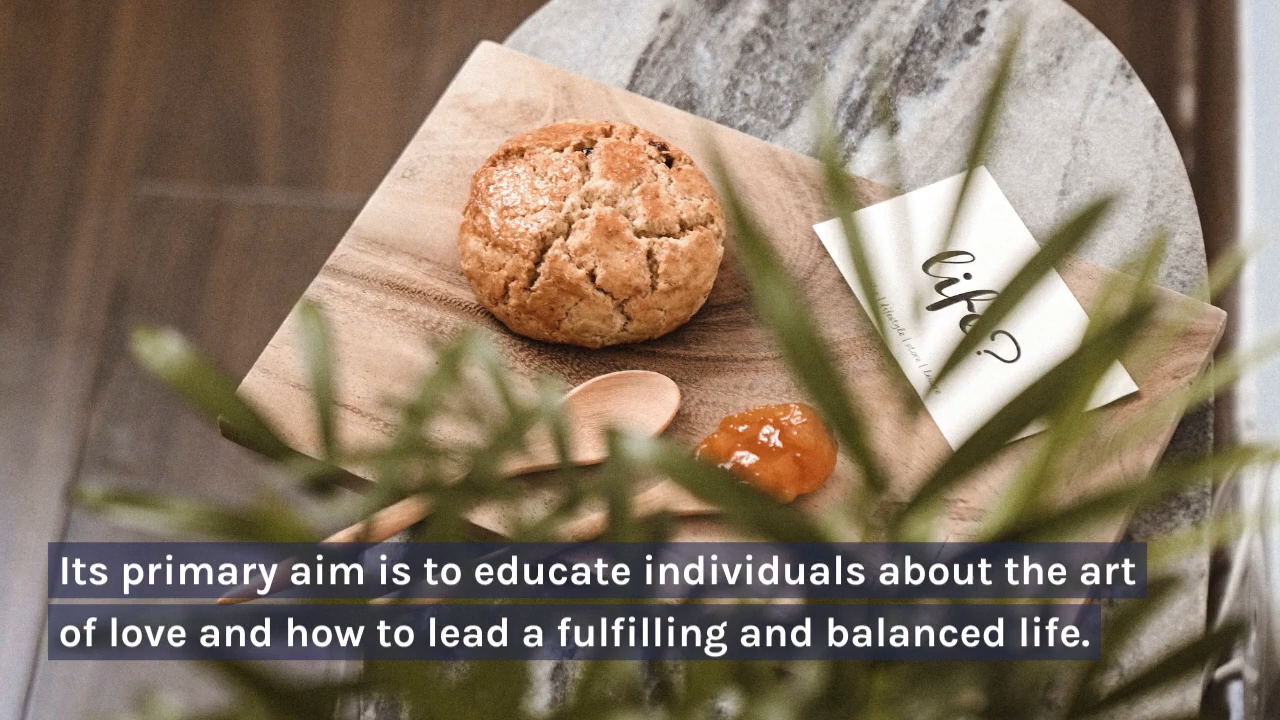 life?
Its primary aim is to educate individuals about the art
of love and how to lead a fulfilling and balanced life.